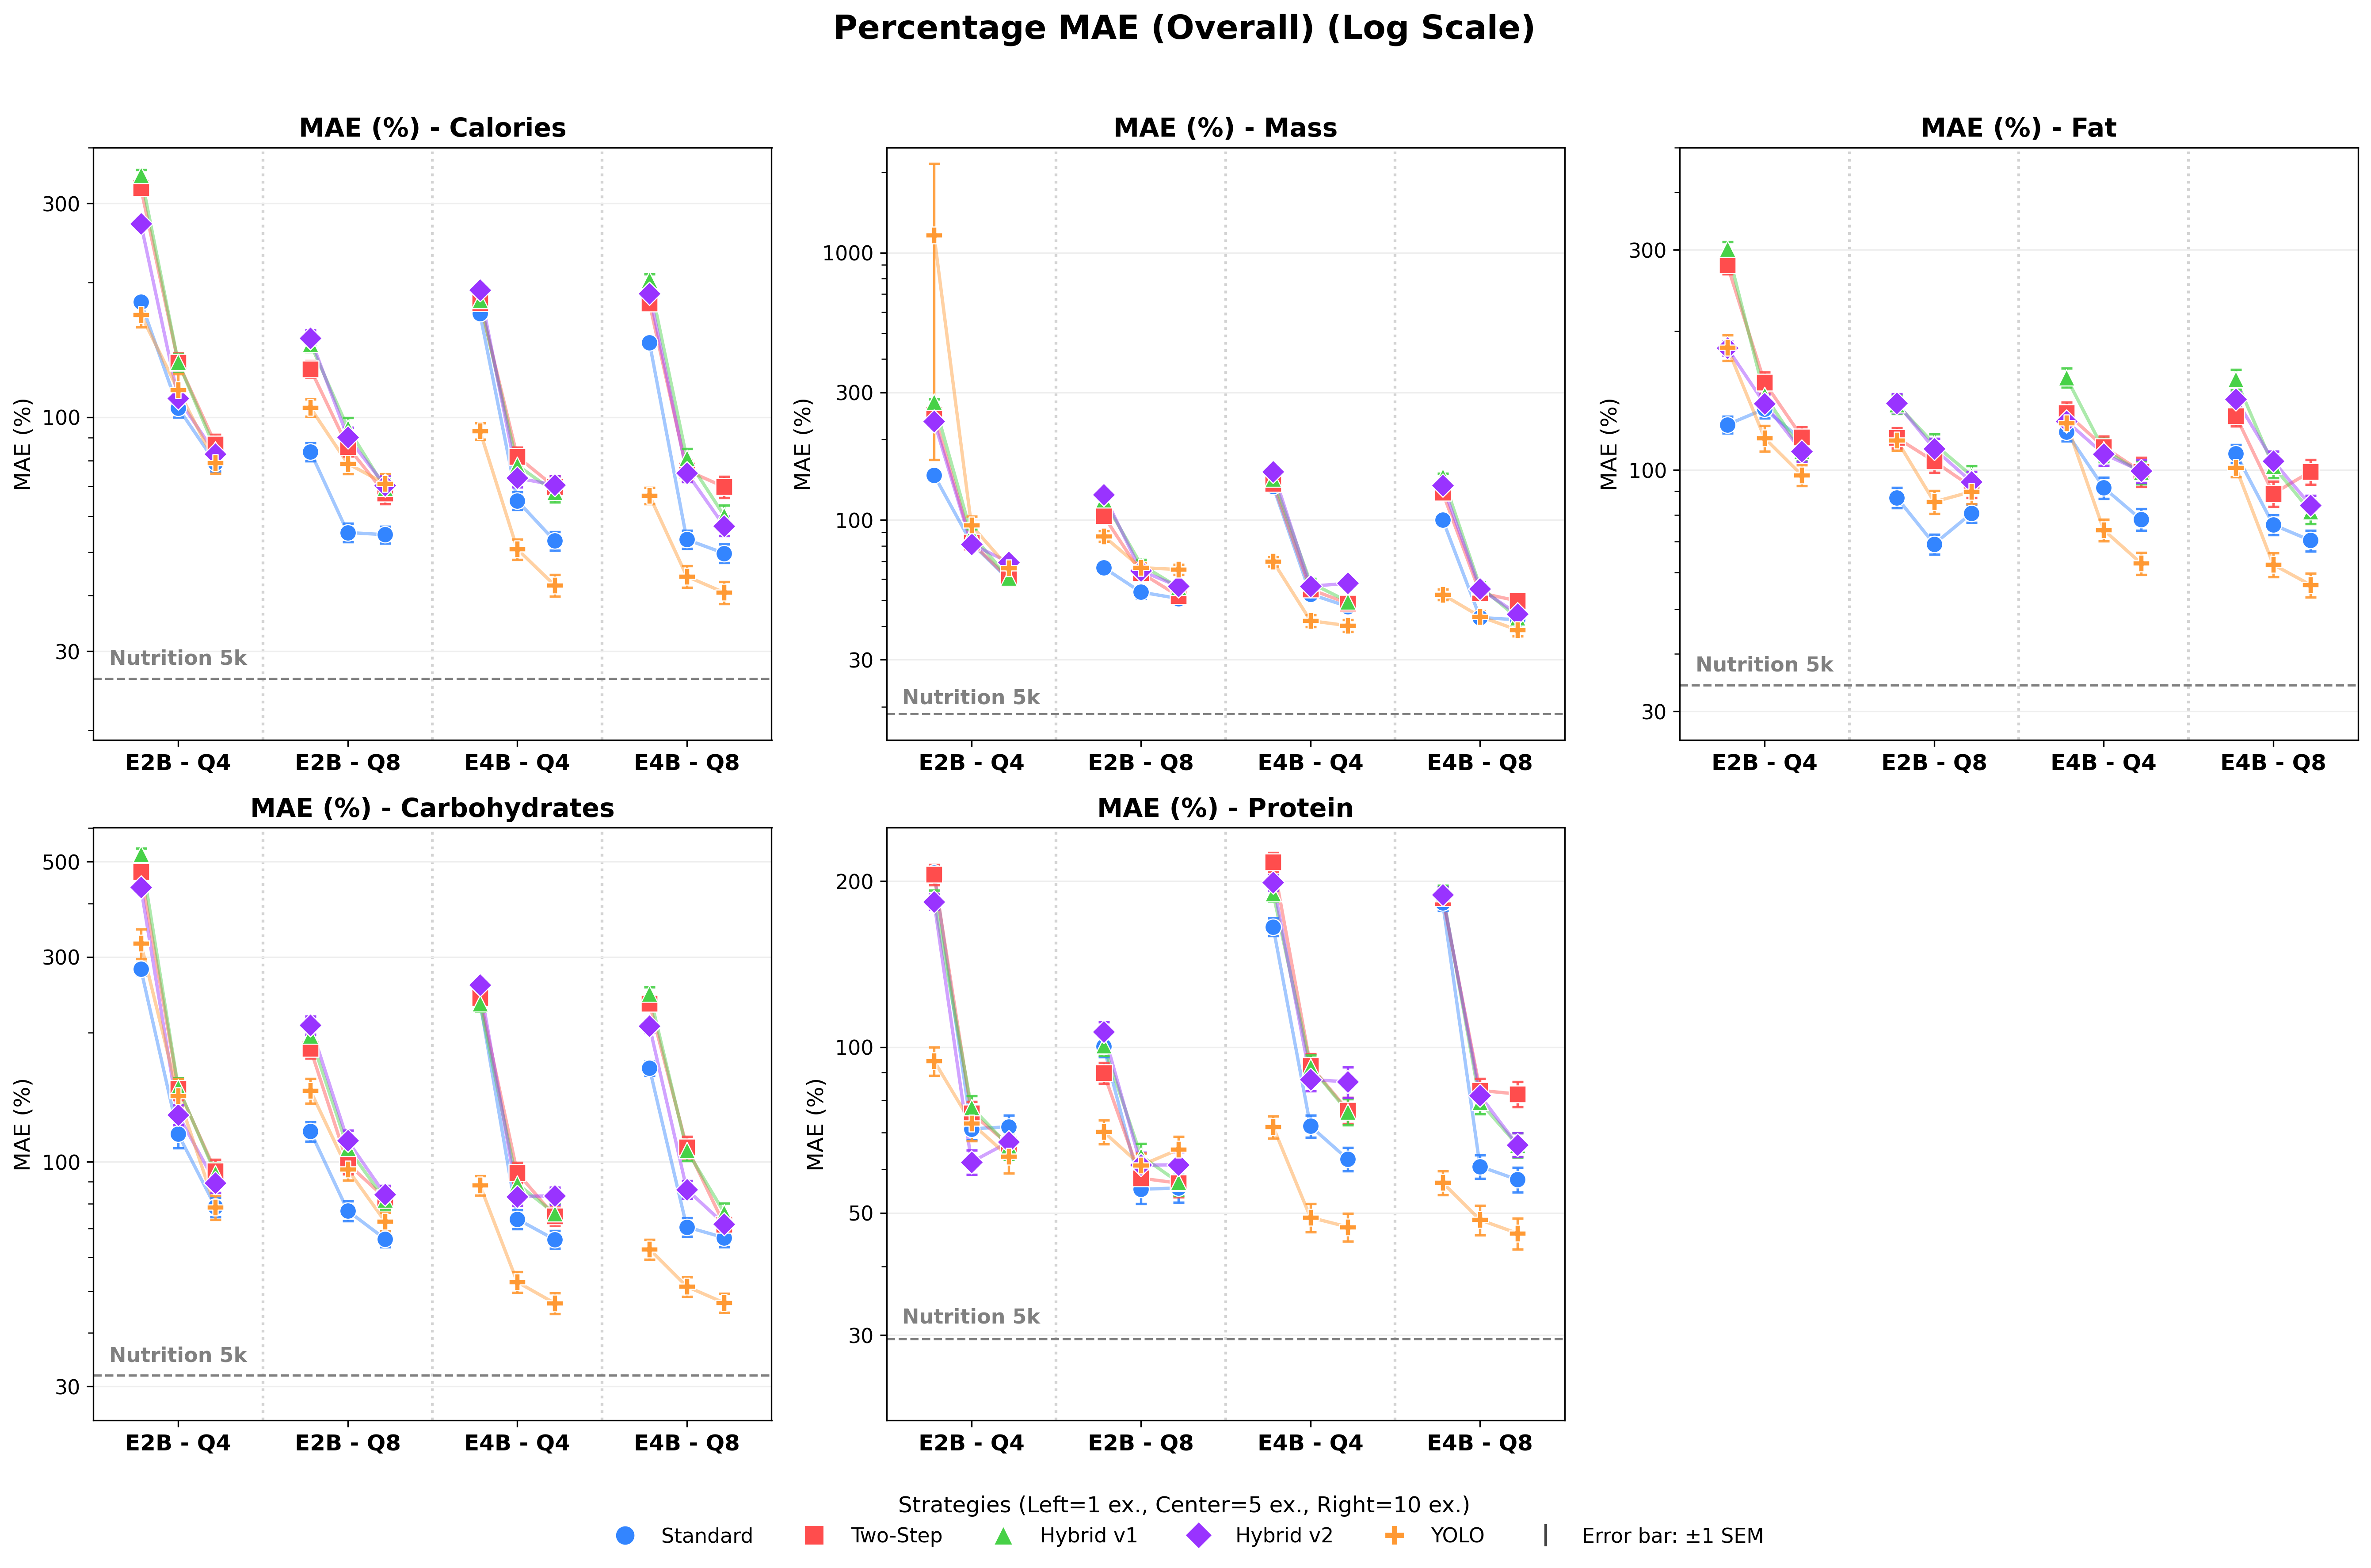 Percentage MAE (Overall) (Log Scale)
MAE (%) - Calories
MAE (%)
300
100
30
Nutrition 5k
E2B - Q4
E2B - Q8
E4B - Q4
E4B - Q8
MAE (%) - Mass
MAE (%)
1000
300
100
30
Nutrition 5k
E2B - Q4
E2B - Q8
E4B - Q4
E4B - Q8
MAE (%) - Fat
MAE (%)
300
100
30
Nutrition 5k
E2B - Q4
E2B - Q8
E4B - Q4
E4B - Q8
MAE (%) - Carbohydrates
MAE (%)
500
300
100
30
Nutrition 5k
E2B - Q4
E2B - Q8
E4B - Q4
E4B - Q8
MAE (%) - Protein
MAE (%)
200
100
50
30
Nutrition 5k
E2B - Q4
E2B - Q8
E4B - Q4
E4B - Q8
Strategies (Left=1 ex., Center=5 ex., Right=10 ex.)
Standard Two-Step Hybrid v1 Hybrid v2 YOLO Error bar: ±1 SEM